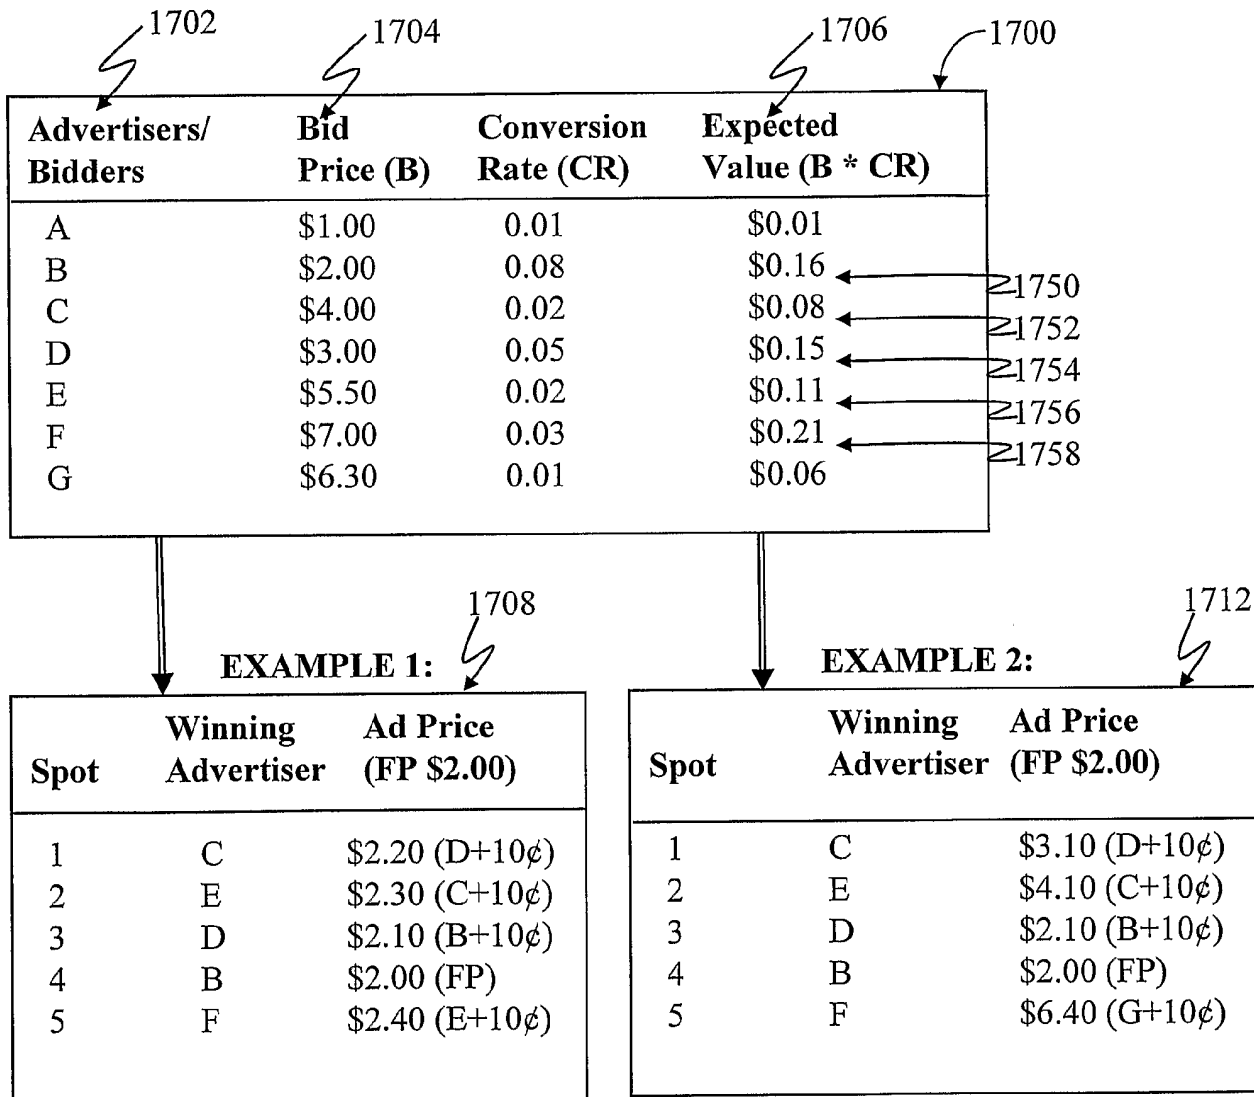 1702 1704 1706 1700
Advertisers/ Bid Conversion Expected
Bidders Price (B) Rate (CR) Value (B * CR)
A $1.00 0.01 $0.01
B $2.00 0.08 $0.16
1750
C $4.00 0.02 $0.08
1752
D $3.00 0.05 $0.15
1754
E $5.50 0.02 $0.11
1756
F $7.00 0.03 $0.21
1758
G $6.30 0.01 $0.06
1708
EXAMPLE 1:
Winning Ad Price
Spot Advertiser (FP $2.00)
1 C $2.20 (D+10¢)
2 E $2.30 (C+10¢)
3 D $2.10 (B+10¢)
4 B $2.00 (FP)
5 F $2.40 (E+10¢)
1712
EXAMPLE 2:
Winning Ad Price
Spot Advertiser (FP $2.00)
1 C $3.10 (D+10¢)
2 E $4.10 (C+10¢)
3 D $2.10 (B+10¢)
4 B $2.00 (FP)
5 F $6.40 (G+10¢)